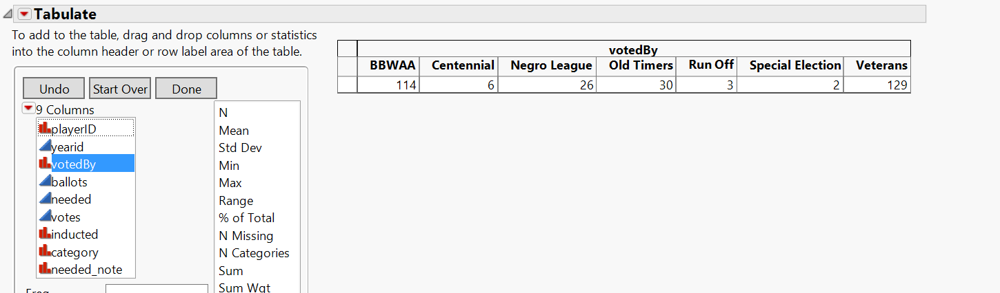 Tabulate
To add to the table, drag and drop columns or statistics
into the column header or row label area of the table.
Undo Start Over Done
9 Columns
playerID
yearid
votedBy
ballots
needed
votes
inducted
category
needed_note
N
Mean
Std Dev
Min
Max
Range
% of Total
N Missing
N Categories
Sum
Sum Wgt
Freq
votedBy
BBWAA Centennial Negro League Old Timers Run Off Special Election Veterans
114 6 26 30 3 2 129